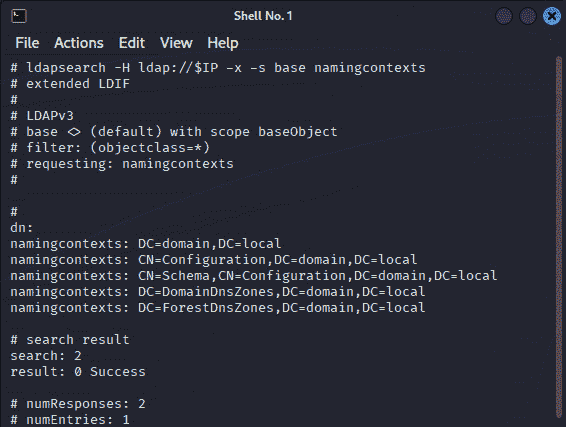 Shell No. 1
File Actions Edit View Help
# ldapsearch -H ldap://$IP -x -s base namingcontexts
# extended LDIF
#
# LDAPv3
# base <> (default) with scope baseObject
# filter: (objectclass=*)
# requesting: namingcontexts
#
#
dn:
namingcontexts: DC=domain,DC=local
namingcontexts: CN=Configuration,DC=domain,DC=local
namingcontexts: CN=Schema,CN=Configuration,DC=domain,DC=local
namingcontexts: DC=DomainDnsZones,DC=domain,DC=local
namingcontexts: DC=ForestDnsZones,DC=domain,DC=local
# search result
search: 2
result: 0 Success
# numResponses: 2
# numEntries: 1